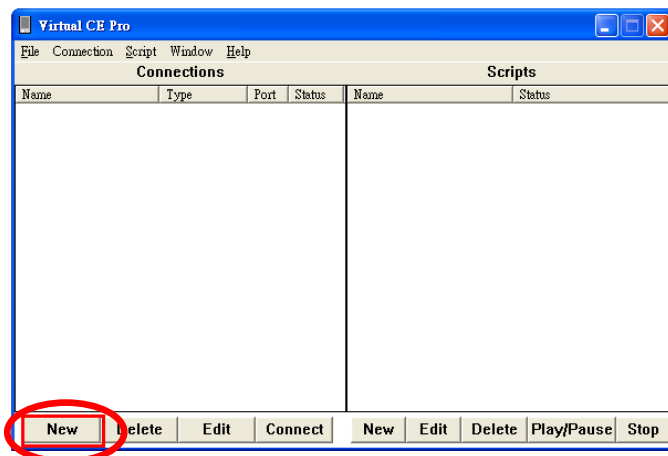 Virtual CE Pro
File Connection Script Window Help
Connections Scripts
Name Type Port Status Name Status
New Delete Edit Connect New Edit Delete Play/Pause Stop